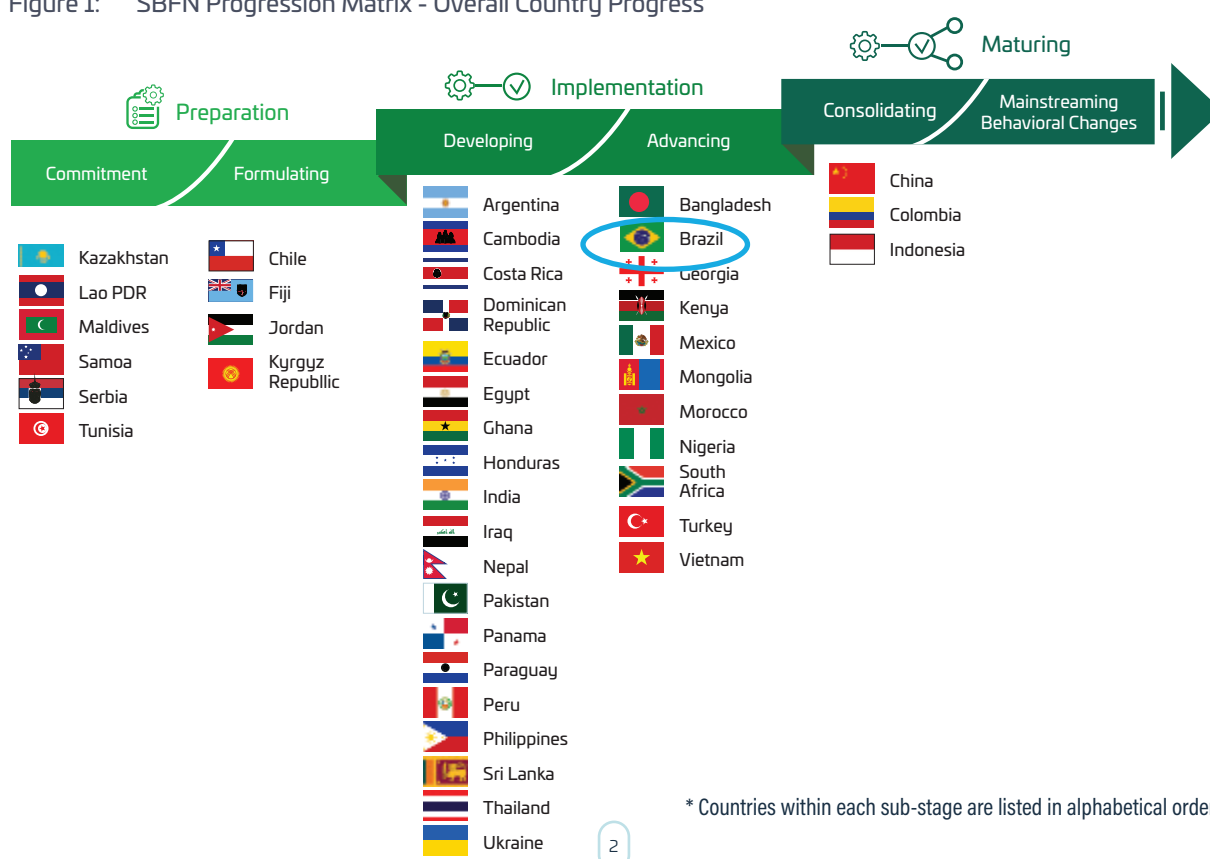 Figure 1: SBFN Progression Matrix - Overall Country Progress
Preparation
Commitment
Formulating
Kazakhstan
Lao PDR
Maldives
Samoa
Serbia
Tunisia
Chile
Fiji
Jordan
Kyrgyz
Republlic
Implementation
Developing
Advancing
Argentina
Cambodia
Costa Rica
Dominican
Republic
Ecuador
Egypt
Ghana
Honduras
India
Iraq
Nepal
Pakistan
Panama
Paraguay
Peru
Philippines
Sri Lanka
Thailand
Ukraine
Bangladesh
Brazil
Georgia
Kenya
Mexico
Mongolia
Morocco
Nigeria
South
Africa
Turkey
Vietnam
Maturing
Consolidating
Mainstreaming
Behavioral Changes
China
Colombia
Indonesia
* Countries within each sub-stage are listed in alphabetical orde
2